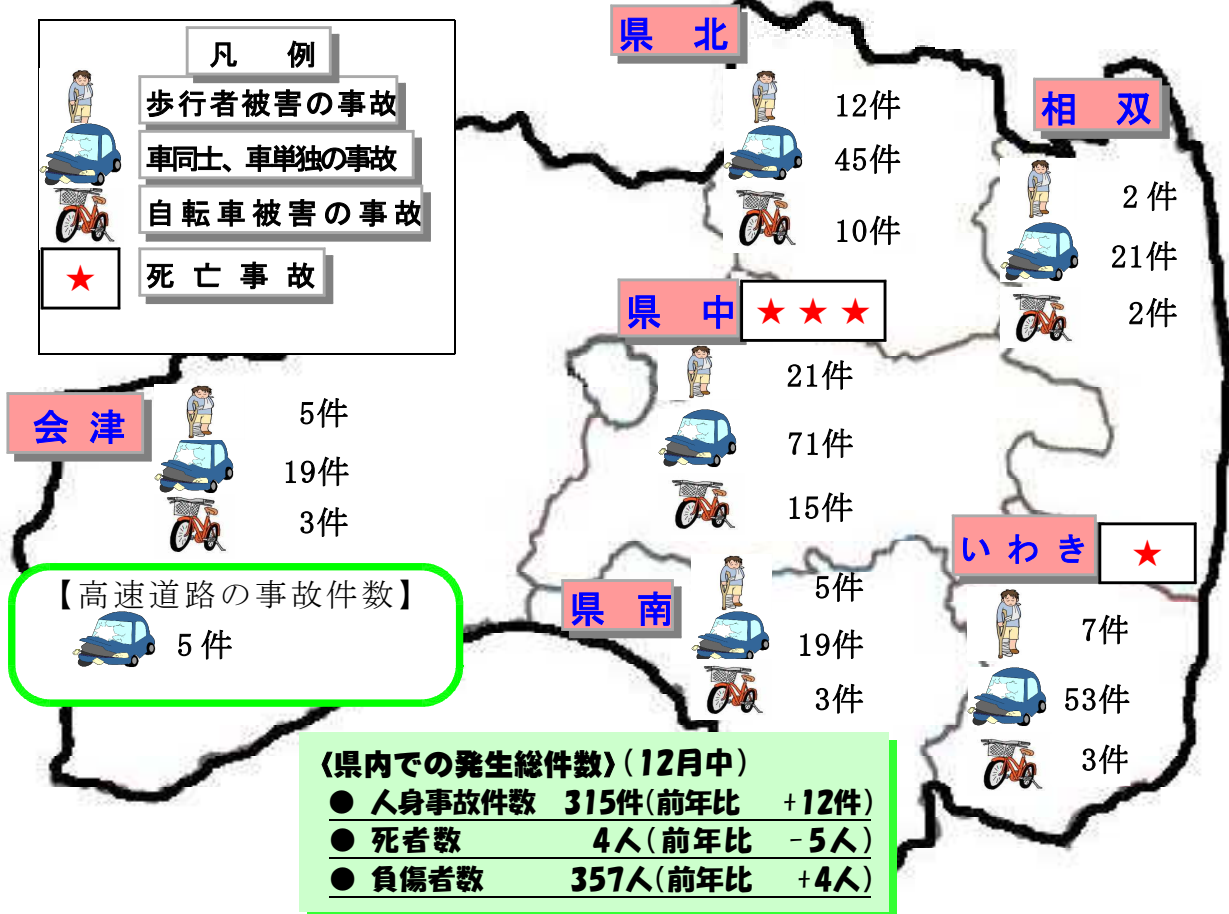 凡 例
歩行者被害の事故
車同士、車単独の事故
自転車被害の事故
★
死亡事故
県 北
12件
45件
10件
相 双
2件
21件
2件
県 中
★★★
21件
71件
15件
会津
5件
19件
3件
【高速道路の事故件数】
5件
県 南
5件
19件
3件
いわき
★
7件
53件
3件
〈県内での発生総件数〉(12月中)
● 人身事故件数 315件(前年比 +12件)
● 死者数 4人(前年比 -5人)
● 負傷者数 357人(前年比 +4人)